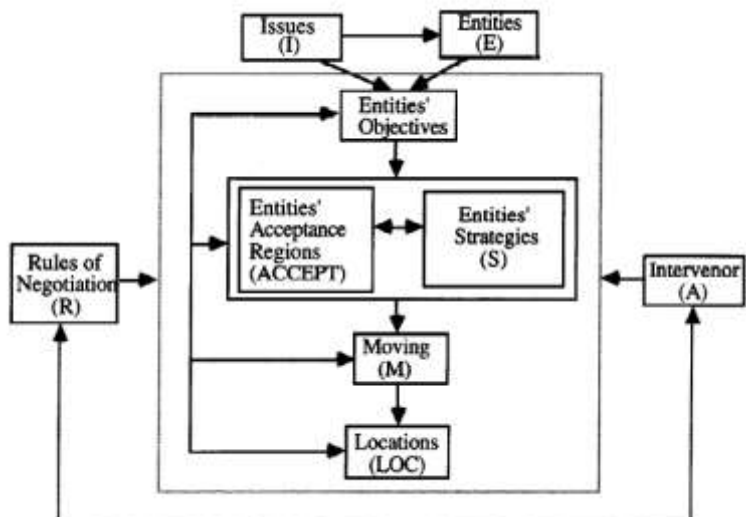 Issues
(I)
Entities
(E)
Entities'
Objectives
Entities'
Acceptance
Regions
(ACCEPT)
Entities'
Strategies
(S)
Rules of
Negotiation
(R)
Intervenor
(A)
Moving
(M)
Locations
(LOC)